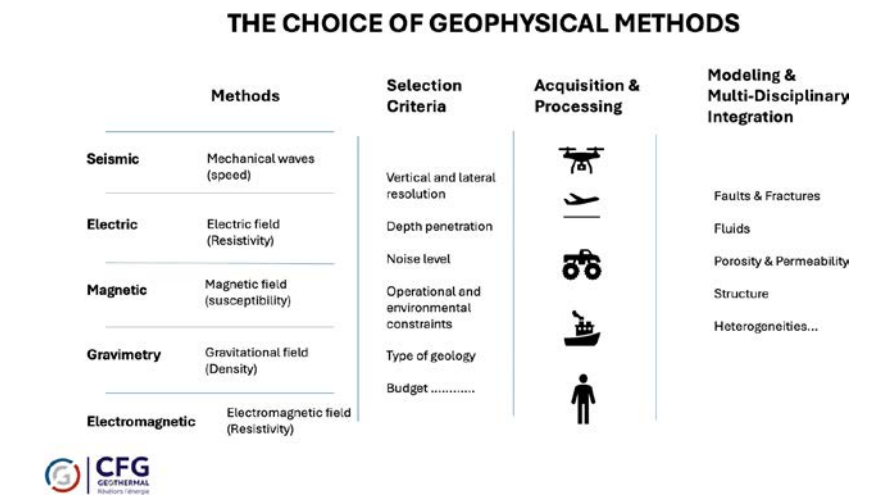 THE CHOICE OF GEOPHYSICAL METHODS
Methods
Selection
Criteria
Acquisition &
Processing
Modeling &
Multi-Disciplinary
Integration
Seismic
Mechanical waves
(speed)
Electric
Electric field
(Resistivity)
Magnetic
Magnetic field
(susceptibility)
Gravimetry
Gravitational field
(Density)
Electromagnetic
Electromagnetic field
(Resistivity)
Vertical and lateral
resolution
Depth penetration
Noise level
Operational and
environmental
constraints
Type of geology
Budget ............
Faults & Fractures
Fluids
Porosity & Permeability
Structure
Heterogeneities...
CFG
GEOTHERMAL
Révélons l'énergie